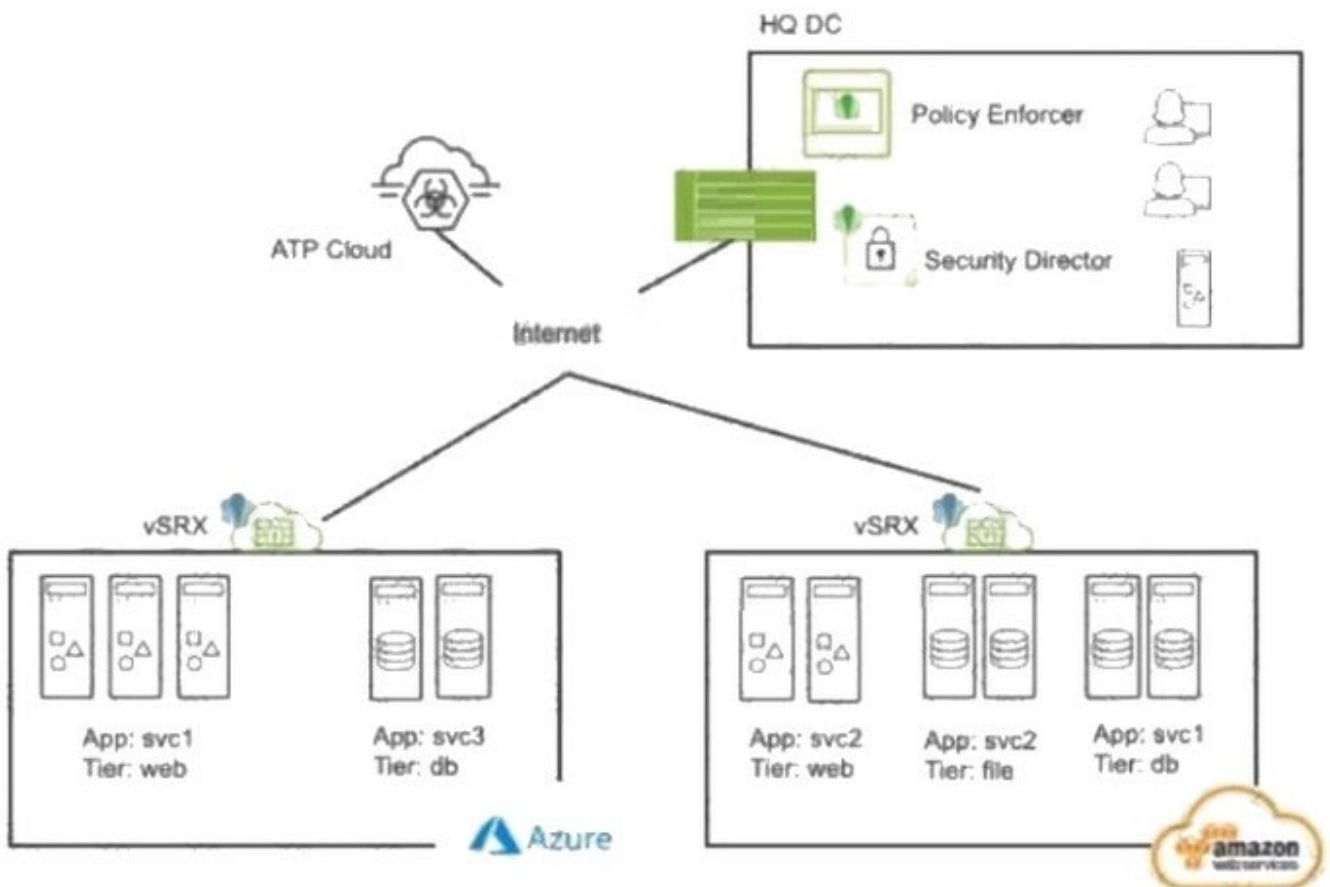 HQ DC
Policy Enforcer
ATP Cloud
Security Director
Internet
vSRX
vSRX
App: svc1
Tier: web
App: svc3
Tier: db
App: svc2
Tier: web
App: svc2
Tier: file
App: svc1
Tier: db
Azure
amazon
webservices